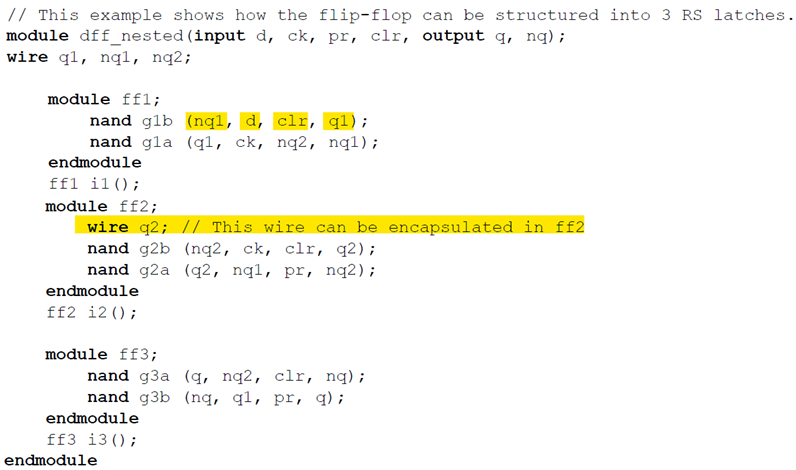 // This example shows how the flip-flop can be structured into 3 RS latches.
module dff_nested(input d, ck, pr, clr, output q, nq);
wire q1, nq1, nq2;
module ff1;
nand g1b (nq1, d, clr, q1);
nand g1a (q1, ck, nq2, nq1);
endmodule
ff1 i1();
module ff2;
wire q2; // This wire can be encapsulated in ff2
nand g2b (nq2, ck, clr, q2);
nand g2a (q2, nq1, pr, nq2);
endmodule
ff2 i2();
module ff3;
nand g3a (q, nq2, clr, nq);
nand g3b (nq, q1, pr, q);
endmodule
ff3 i3();
endmodule